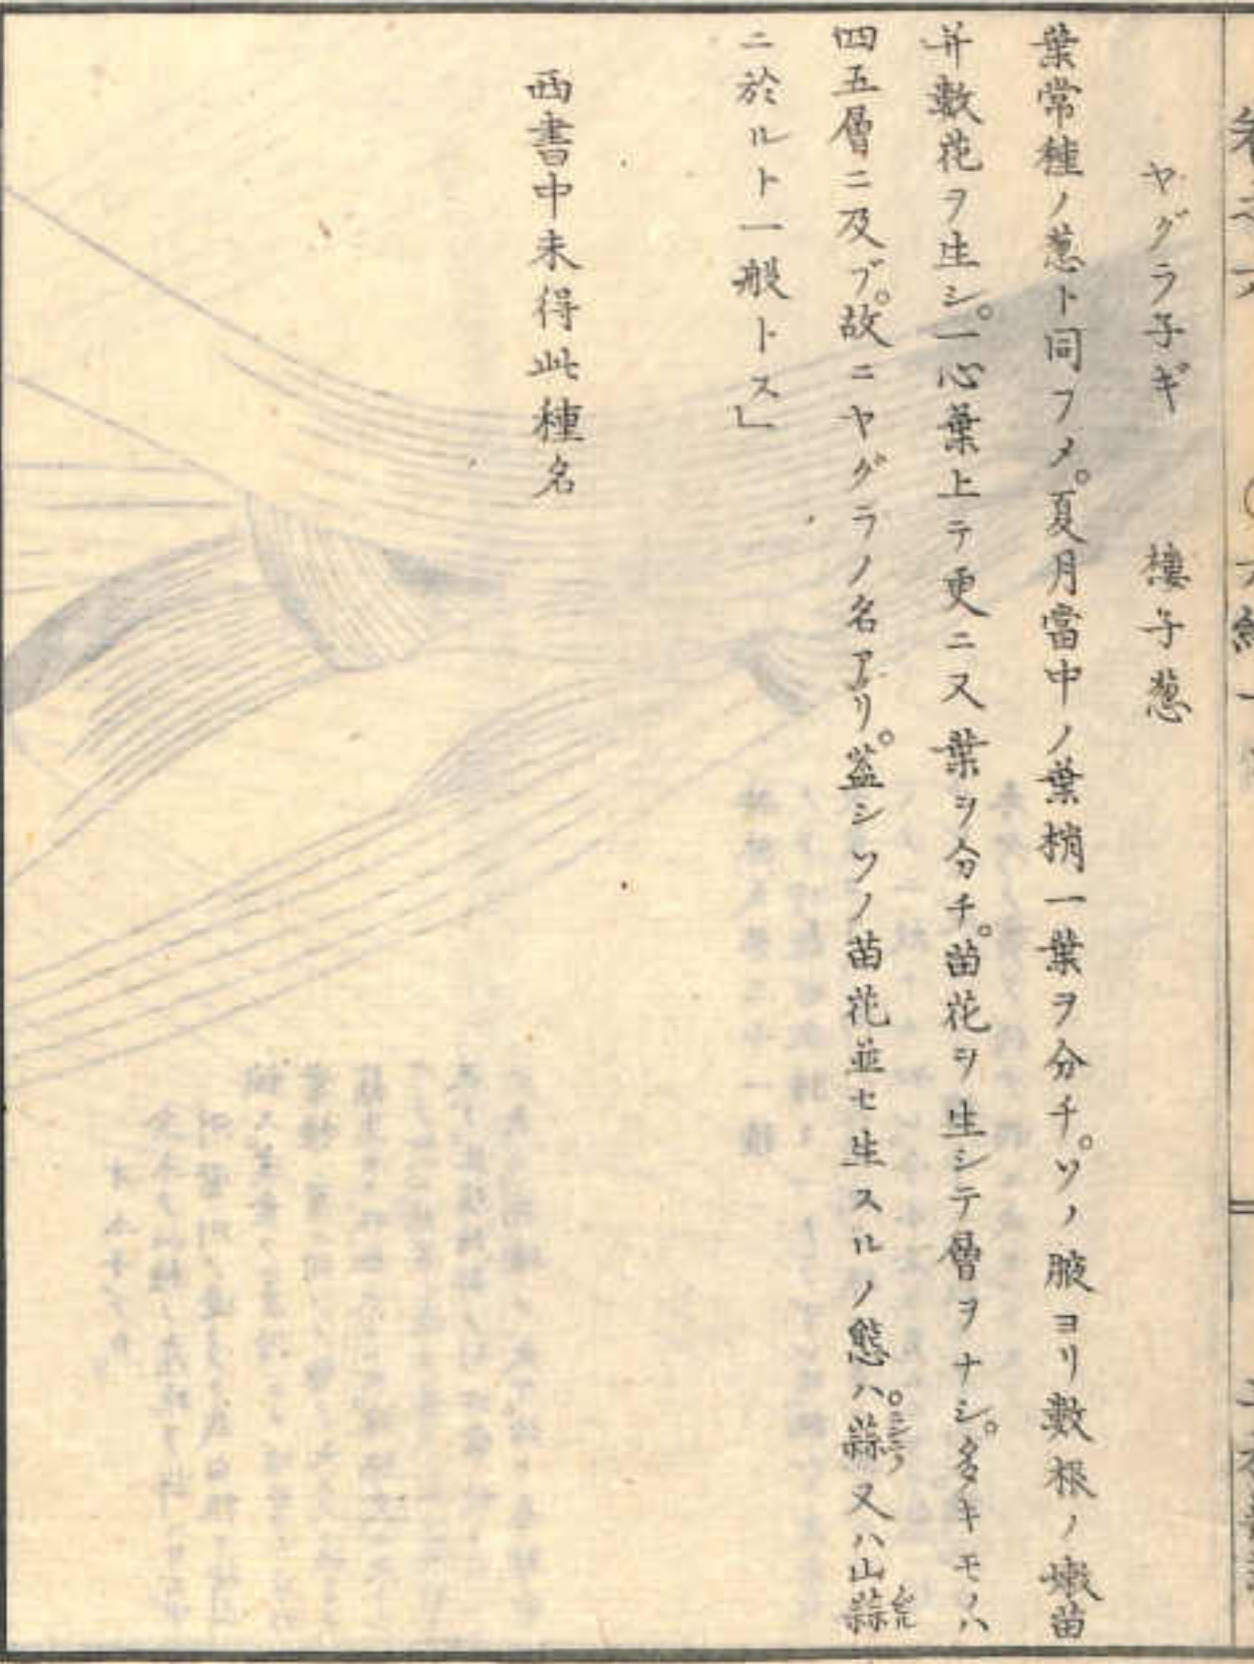 ヤグラ子ギ　樓子葱
葉常種ノ葱ト同フメ。夏月當中ノ葉梢一葉ヲ分チ。ソノ腋ヨリ數根ノ嫩苗
并數花ヲ生シ。一心葉上テ更ニ又葉ヲ分チ。苗花ヲ生シテ層ヲナシ。多キモノハ
四五層ニ及ブ。故ニヤグラノ名アリ。蓋シソノ苗花並セ生スルノ態ハ。蒜又ハ山蒜
ニ於ルト一般トス」
西書中未得此種名